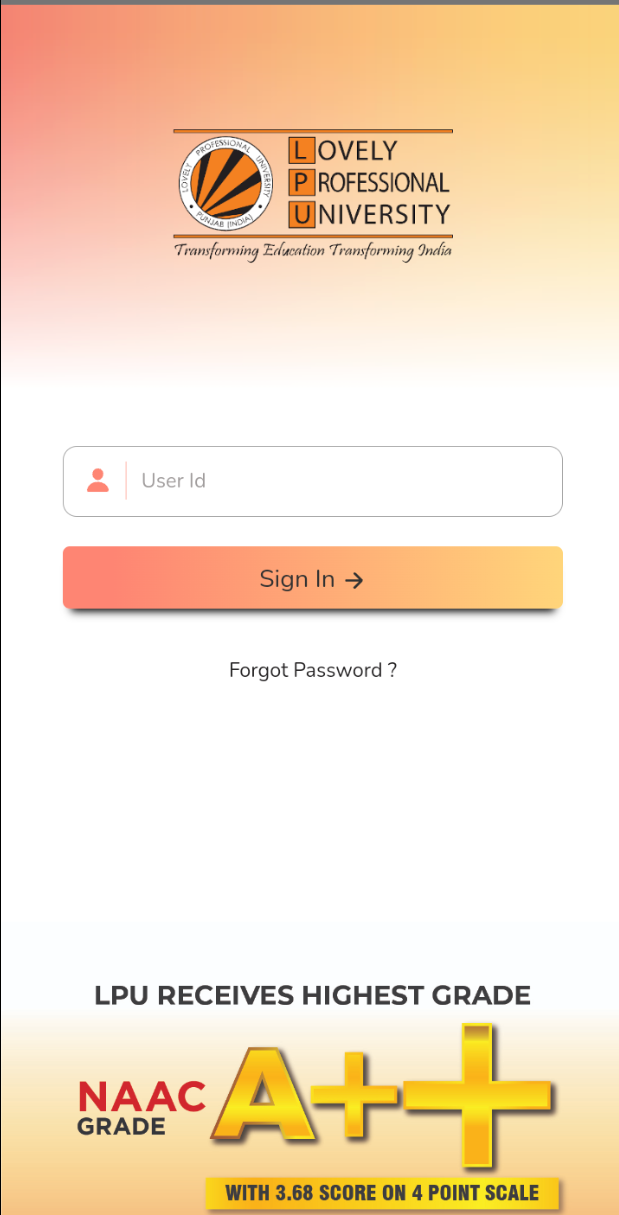 LOVELY
PROFESSIONAL
UNIVERSITY
LOVELY PROFESSIONAL UNIVERSITY
PUNJAB (INDIA)
Transforming Education Transforming India
User Id
Sign In →
Forgot Password ?
LPU RECEIVES HIGHEST GRADE
NAAC
GRADE
A++
WITH 3.68 SCORE ON 4 POINT SCALE